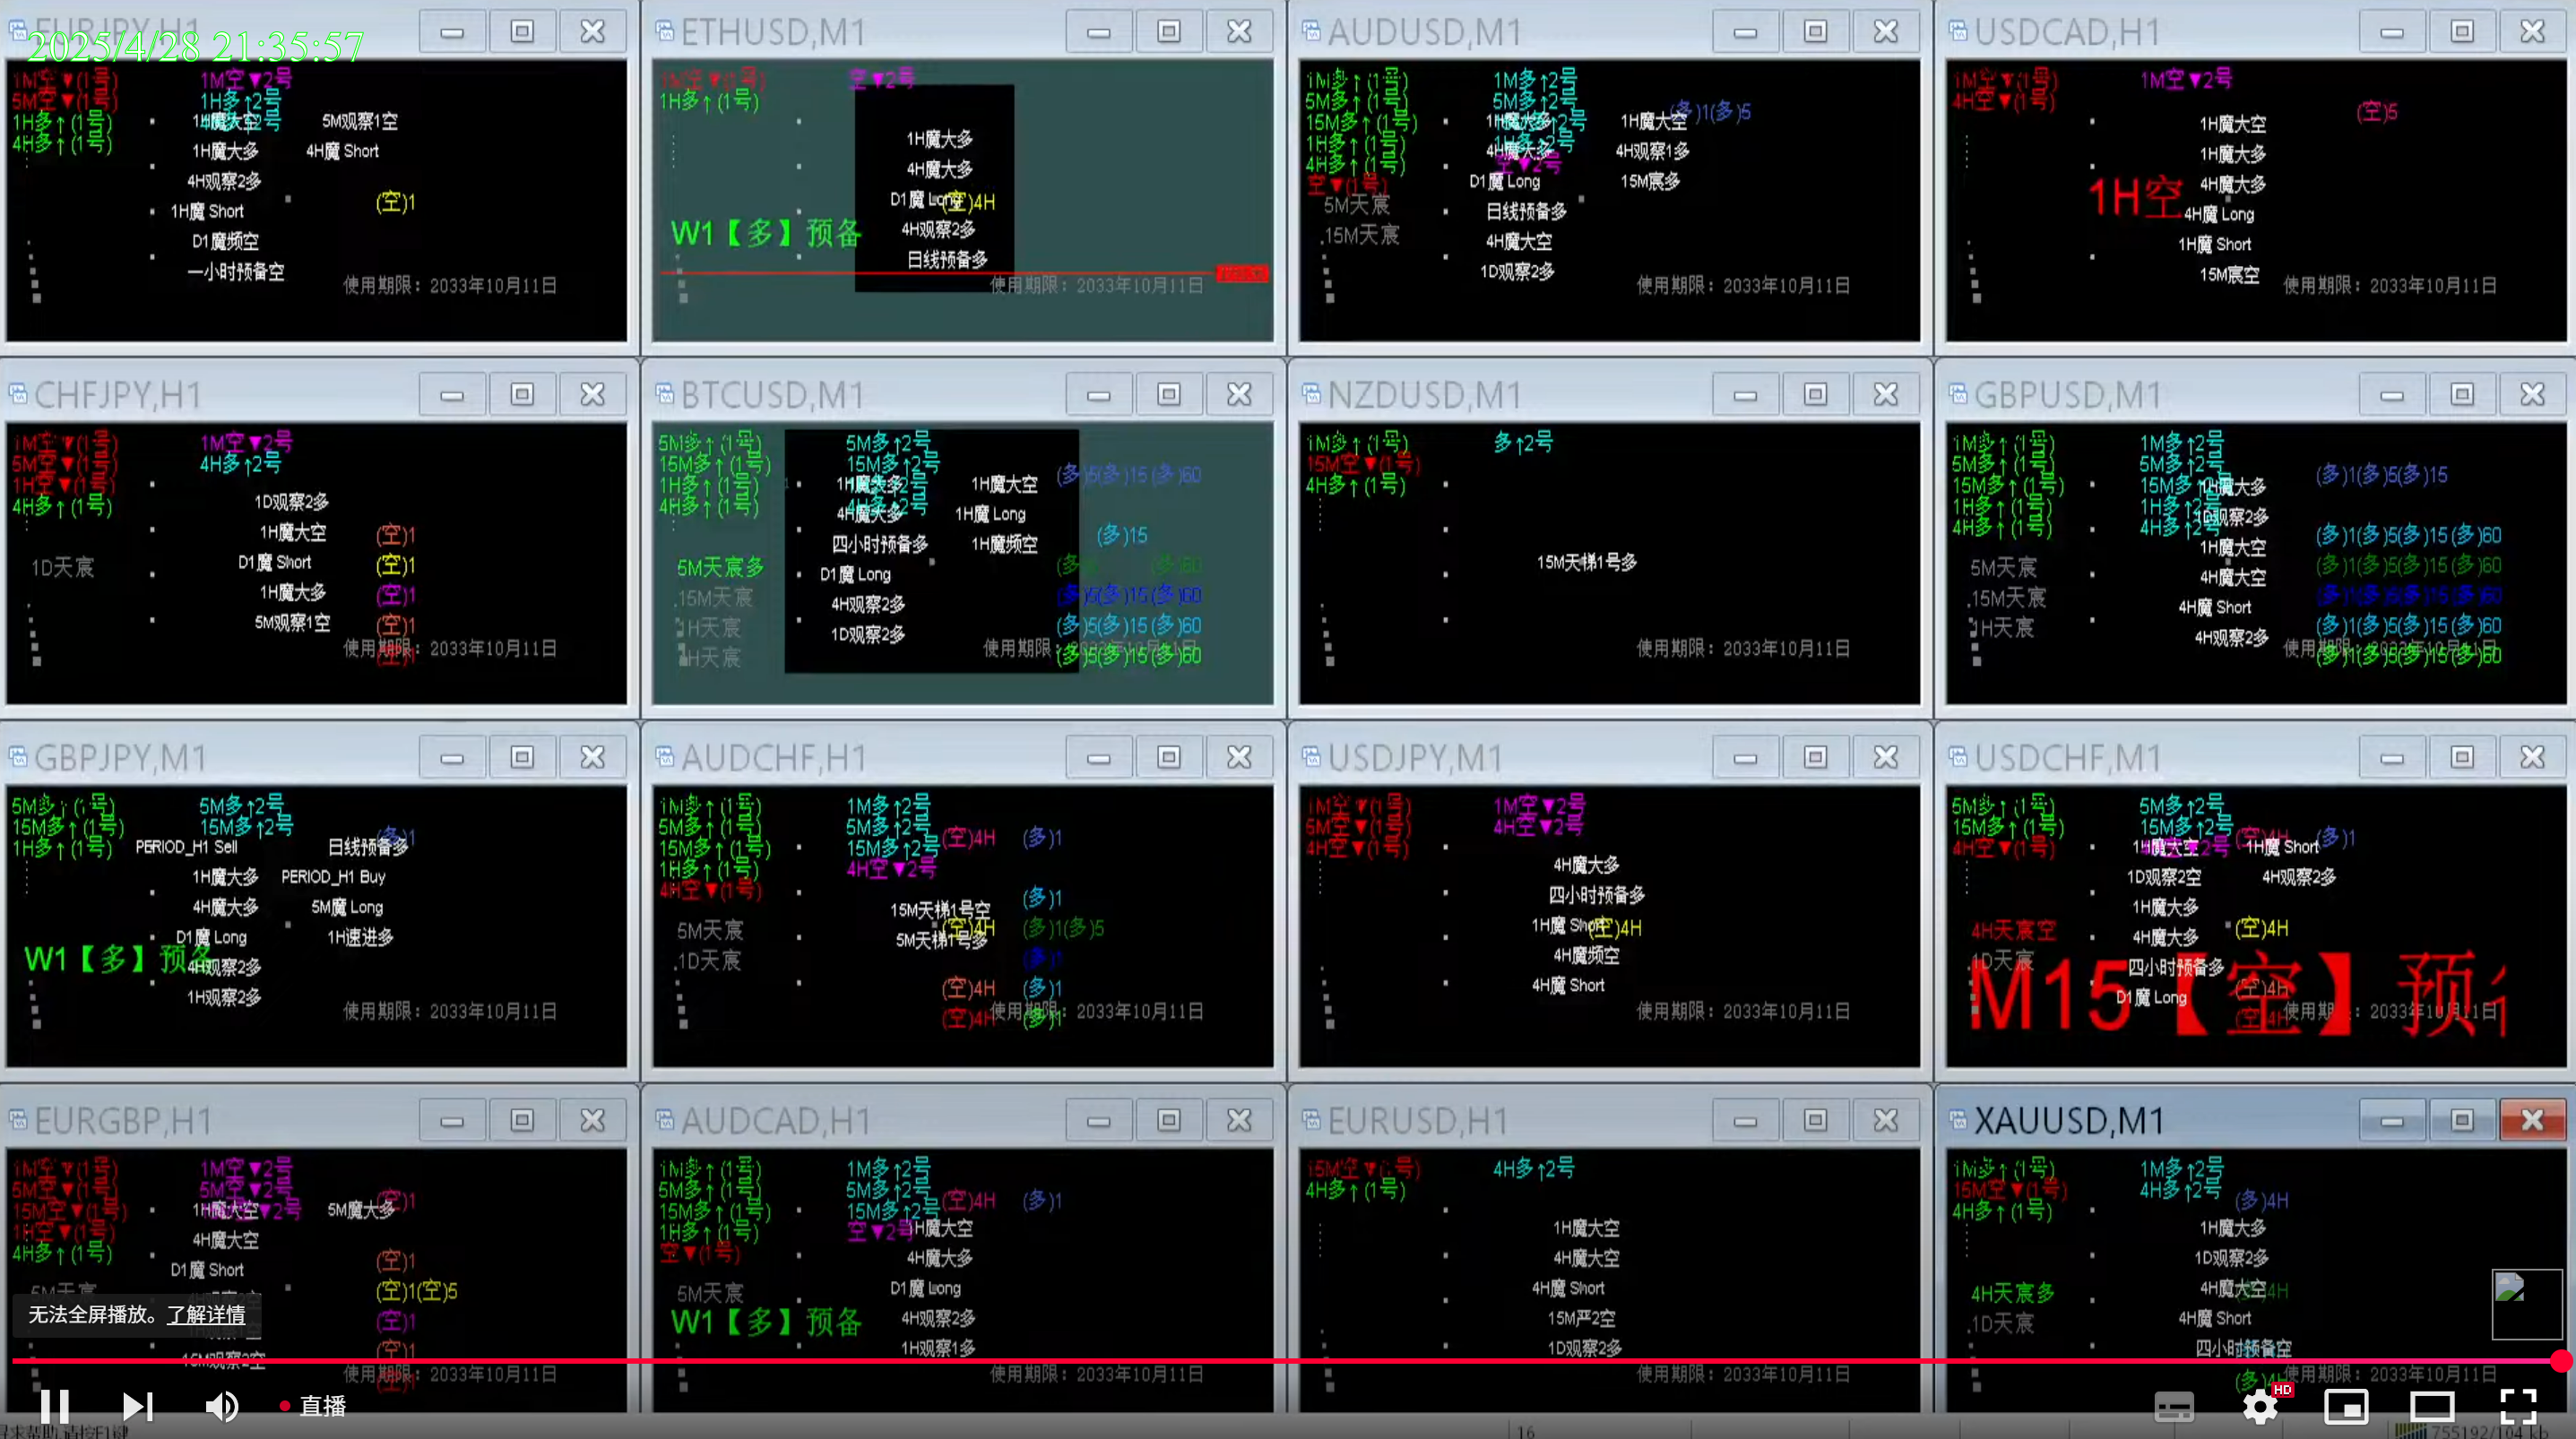 EURJPY,H1
2025/4/28 21:35:57
1M空▼(1号)
5M空▼(1号)
1H多↑(1号)
4H多↑(1号)
1M空▼2号
1H多↑2号
1H魔大空
5M观察1空
1H魔大多
4H魔 Short
4H观察2多
(空)1
1H魔 Short
D1魔频空
一小时预备空
使用期限：2033年10月11日
ETHUSD,M1
1M空▼(1号)
1H多↑(1号)
空▼2号
1H魔大多
4H魔大多
D1魔 Long
(空)4H
4H观察2多
W1【多】预备
日线预备多
使用期限：2033年10月11日
AUDUSD,M1
1M多↑(1号)
5M多↑(1号)
15M多↑(1号)
1H多↑(1号)
4H多↑(1号)
空▼(1号)
5M天宸
.15M天宸
1M多↑2号
5M多↑2号
1H多↑2号
空▼2号
(多)1(多)5
1H魔大多
1H魔大空
4H魔大多
4H观察1多
D1魔 Long
15M宸多
日线预备多
4H魔大空
1D观察2多
使用期限：2033年10月11日
USDCAD,H1
1M空▼(1号)
4H空▼(1号)
1M空▼2号
(空)5
1H魔大空
1H魔大多
4H魔大多
1H空
4H魔 Long
1H魔 Short
15M宸空
使用期限：2033年10月11日
CHFJPY,H1
1M空▼(1号)
5M空▼(1号)
1H空▼(1号)
4H多↑(1号)
1M空▼2号
4H多↑2号
1D观察2多
1H魔大空
(空)1
1D天宸
D1魔 Short
(空)1
1H魔大多
(空)1
5M观察1空
(空)1
使用期限：2033年10月11日
BTCUSD,M1
5M多↑(1号)
15M多↑(1号)
1H多↑(1号)
4H多↑(1号)
5M多↑2号
15M多↑2号
4H多↑2号
(多)5(多)15(多)60
1H魔大多
1H魔大空
4H魔大多
1H魔 Long
(多)15
四小时预备多
1H魔频空
5M天宸多
D1魔 Long
(多)60
.15M天宸
4H观察2多
(多)5(多)15(多)60
1H天宸
1D观察2多
(多)5(多)15(多)60
H天宸
(多)5(多)15(多)60
NZDUSD,M1
1M多↑(1号)
15M空▼(1号)
4H多↑(1号)
多↑2号
15M天梯1号多
使用期限：2033年10月11日
GBPUSD,M1
1M多↑(1号)
5M多↑(1号)
15M多↑(1号)
1H多↑(1号)
4H多↑(1号)
1M多↑2号
5M多↑2号
15M多↑2号
1H多↑2号
4H多↑2号
(多)1(多)5(多)15
1H魔大多
1D观察2多
1H魔大空
(多)1(多)5(多)15(多)60
5M天宸
4H魔大空
(多)1(多)5(多)15(多)60
.15M天宸
4H魔 Short
(多)1(多)5(多)15(多)60
1H天宸
4H观察2多
(多)1(多)5(多)15(多)60
(多)1(多)5(多)15(多)60
GBPJPY,M1
5M多↑(1号)
15M多↑(1号)
1H多↑(1号)
5M多↑2号
15M多↑2号
(多)1
PERIOD_H1 Sell
日线预备多
1H魔大多
PERIOD_H1 Buy
4H魔大多
5M魔 Long
D1魔 Long
1H速进多
W1【多】预备
4H观察2多
1H观察2多
使用期限：2033年10月11日
AUDCHF,H1
1M多↑(1号)
5M多↑(1号)
15M多↑(1号)
1H多↑(1号)
4H空▼(1号)
1M多↑2号
5M多↑2号
15M多↑2号
4H空▼2号
(空)4H
(多)1
15M天梯1号空
(多)1
5M天宸
(空)4H
(多)1(多)5
5M天梯1号多
.1D天宸
(多)1
(空)4H
(多)1
(空)4H
(多)1
使用期限：2033年10月11日
USDJPY,M1
1M空▼(1号)
5M空▼(1号)
4H空▼(1号)
1M空▼2号
4H空▼2号
4H魔大多
四小时预备多
1H魔 Short
(空)4H
4H魔频空
4H魔 Short
使用期限：2033年10月11日
USDCHF,M1
5M多↑(1号)
15M多↑(1号)
4H空▼(1号)
5M多↑2号
15M多↑2号
(空)4H
(多)1
1H魔大空
1H魔 Short
1D观察2空
4H观察2多
1H魔大多
4H天宸空
4H魔大多
(空)4H
.1D天宸
四小时预备多
M15【空】预
D1魔 Long
(空)4H
(空)4H
使用期限：2033年10月11日
EURGBP,H1
1M空▼(1号)
5M空▼(1号)
15M空▼(1号)
1H空▼(1号)
4H多↑(1号)
1M空▼2号
5M空▼2号
(空)1
1H魔大空
5M魔大多
4H魔大空
D1魔 Short
(空)1
5M天宸
(空)1(空)5
(空)1
(空)1
15M观察2空
使用期限：2033年10月11日
无法全屏播放。了解详情
AUDCAD,H1
1M多↑(1号)
5M多↑(1号)
15M多↑(1号)
1H多↑(1号)
空▼(1号)
1M多↑2号
5M多↑2号
15M多↑2号
空▼2号
(空)4H
(多)1
1H魔大空
4H魔大多
5M天宸
D1魔 Long
W1【多】预备
4H观察2多
1H观察1多
使用期限：2033年10月11日
EURUSD,H1
15M空▼(1号)
4H多↑(1号)
4H多↑2号
1H魔大空
4H魔大空
4H魔 Short
15M严2空
1D观察2多
使用期限：2033年10月11日
XAUUSD,M1
1M多↑(1号)
15M空▼(1号)
4H多↑(1号)
1M多↑2号
4H多↑2号
(多)4H
1H魔大多
1D观察2多
4H天宸多
4H魔大空
.1D天宸
4H魔 Short
四小时预备空
使用期限：2033年10月11日
直播
HD
16
755192/104 kb